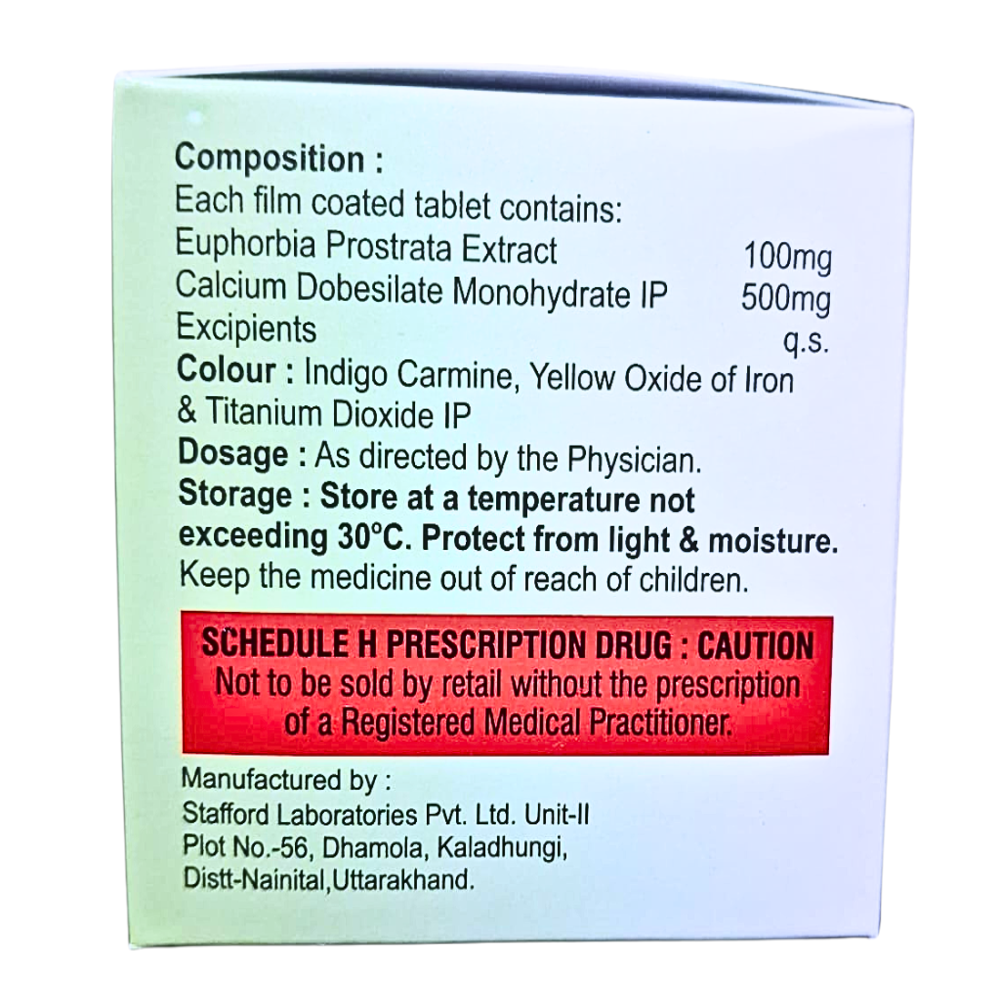 Composition :
Each film coated tablet contains:
Euphorbia Prostrata Extract 100mg
Calcium Dobesilate Monohydrate IP 500mg
Excipients q.s.
Colour : Indigo Carmine, Yellow Oxide of Iron
& Titanium Dioxide IP
Dosage : As directed by the Physician.
Storage : Store at a temperature not
exceeding 30°C. Protect from light & moisture.
Keep the medicine out of reach of children.
SCHEDULE H PRESCRIPTION DRUG : CAUTION
Not to be sold by retail without the prescription
of a Registered Medical Practitioner.
Manufactured by :
Stafford Laboratories Pvt. Ltd. Unit-II
Plot No.-56, Dhamola, Kaladhungi,
Distt-Nainital,Uttarakhand.